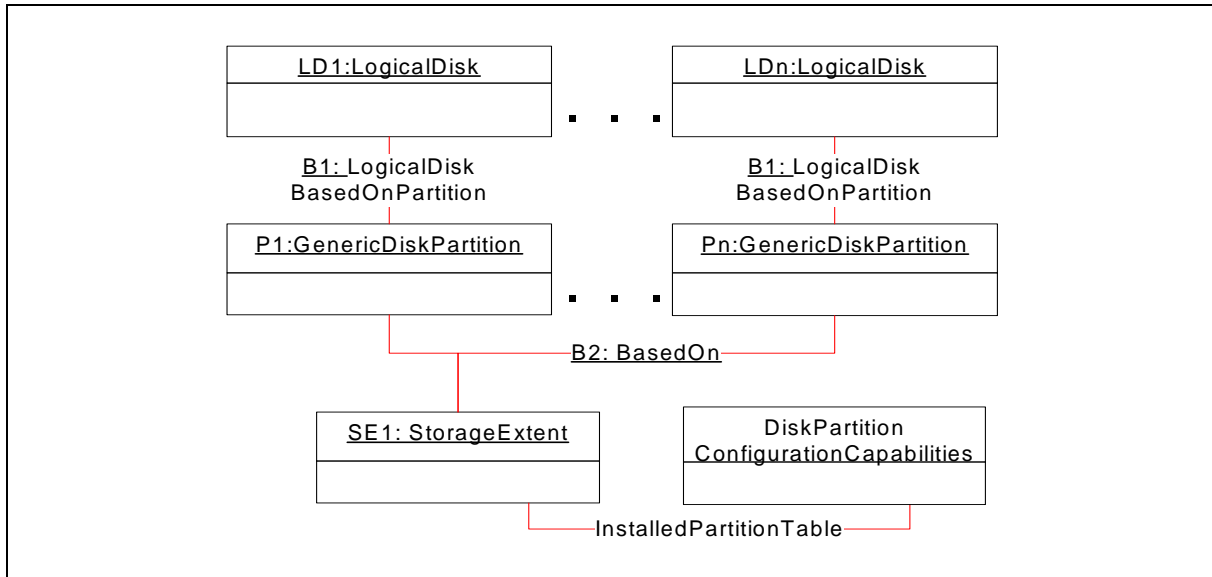 LD1:LogicalDisk
LDn:LogicalDisk
B1: LogicalDisk
BasedOnPartition
B1: LogicalDisk
BasedOnPartition
P1:GenericDiskPartition
Pn:GenericDiskPartition
B2: BasedOn
SE1: StorageExtent
DiskPartition
ConfigurationCapabilities
InstalledPartitionTable